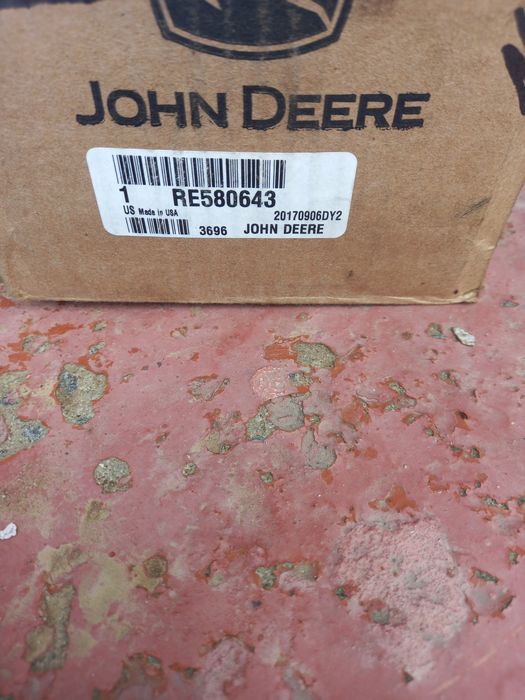 JOHN DEERE
1 RE580643
US Made in USA 20170906DY2
3696 JOHN DEERE